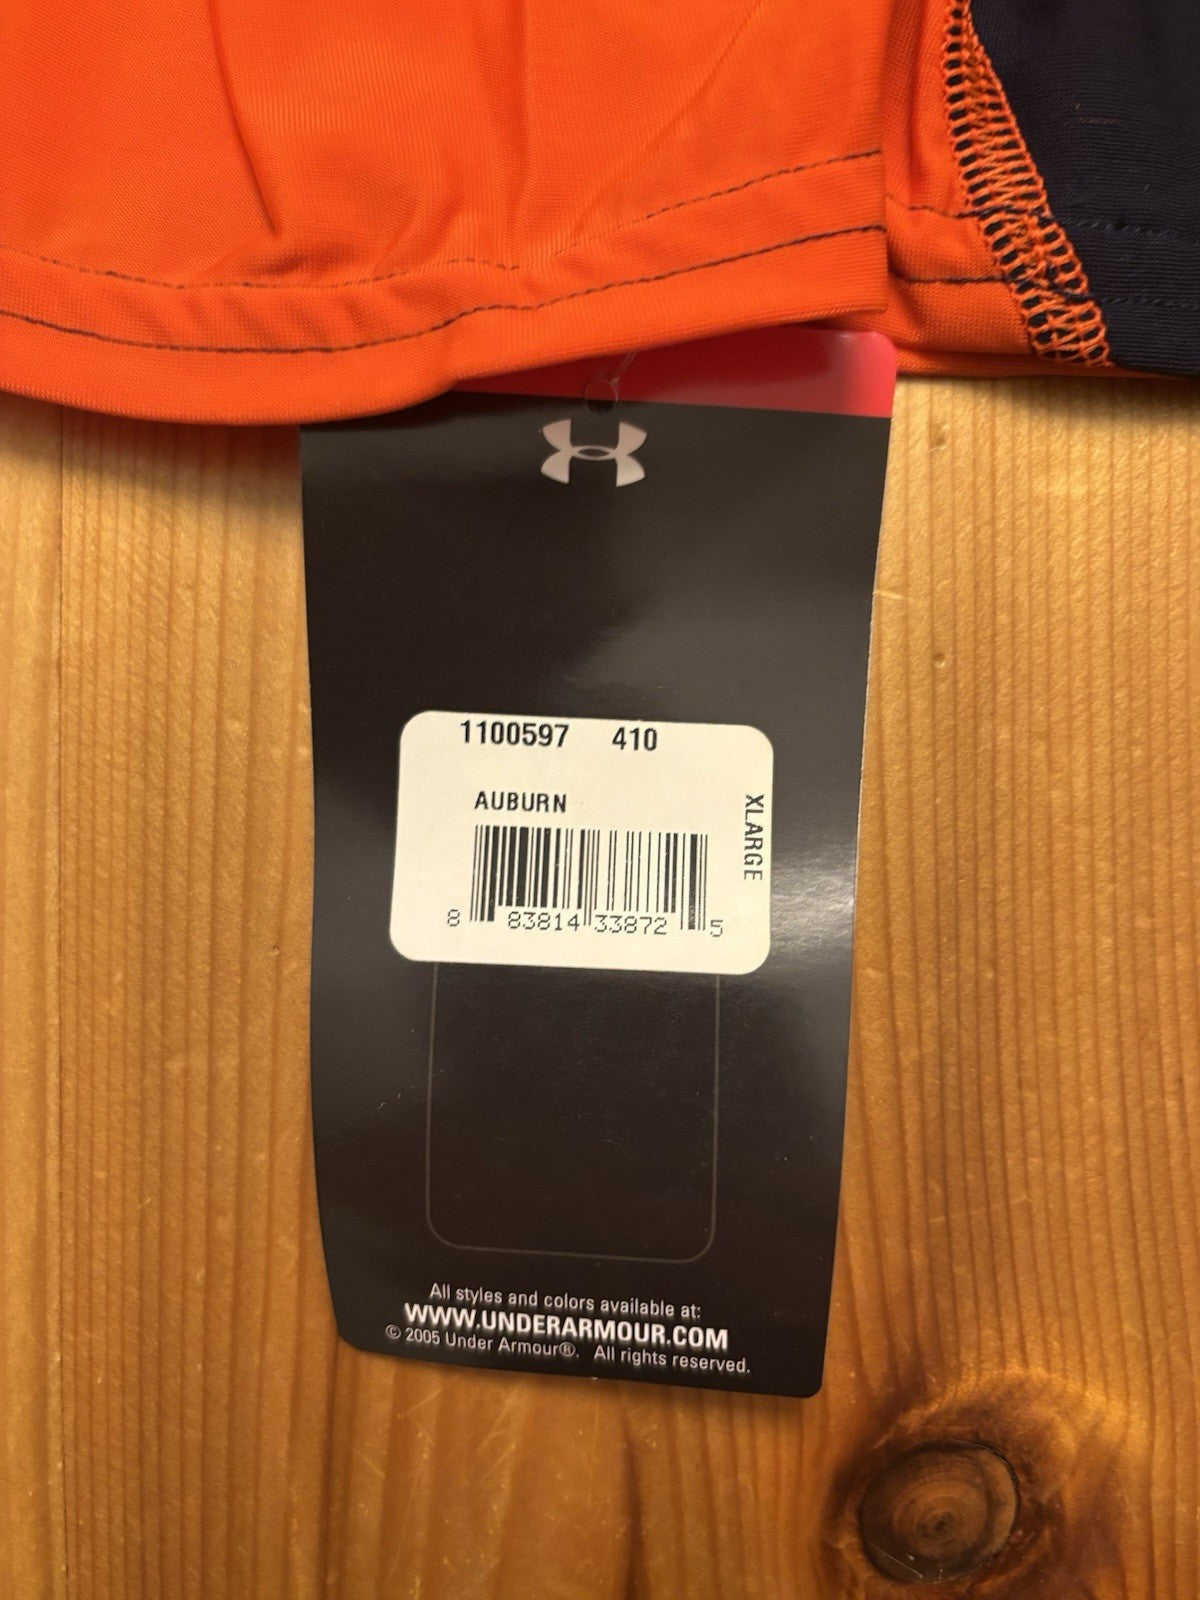 1100597 410
AUBURN
XLARGE
8 83814 33872 5
All styles and colors available at:
WWW.UNDERARMOUR.COM
© 2005 Under Armour®. All rights reserved.